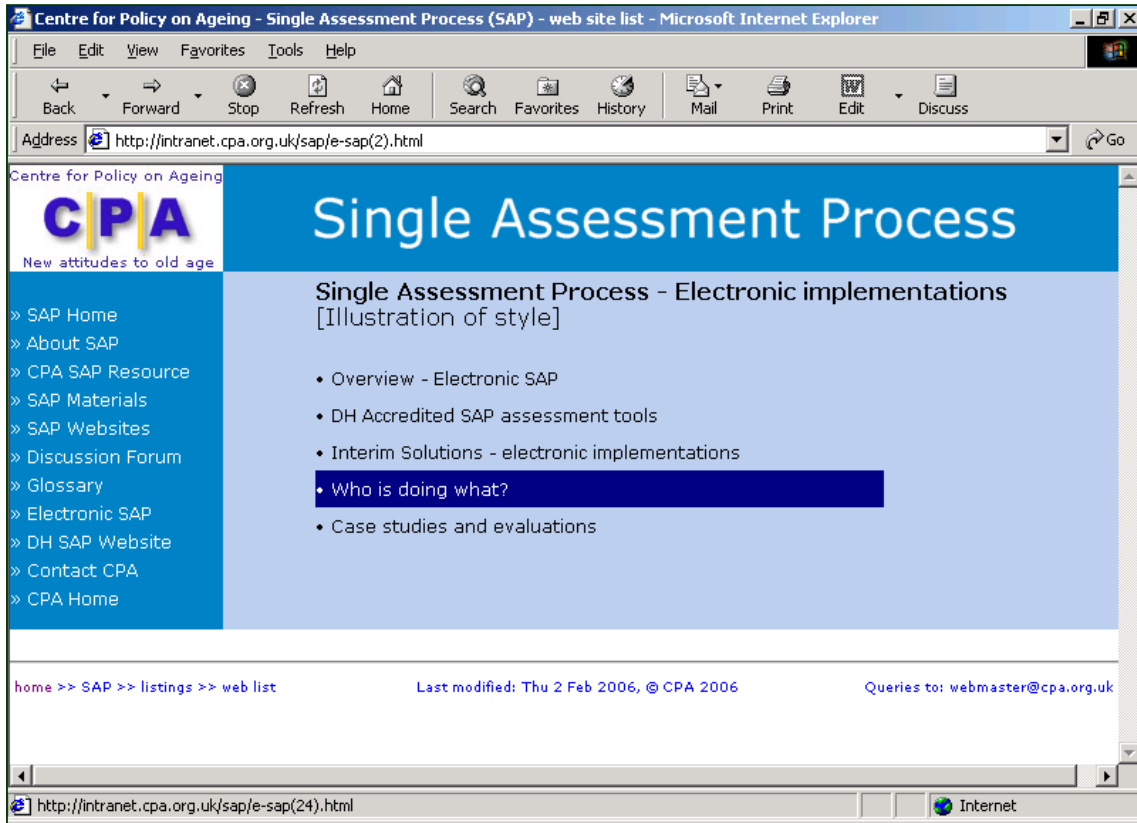 Centre for Policy on Ageing - Single Assessment Process (SAP) - web site list - Microsoft Internet Explorer
File Edit View Favorites Tools Help
Back Forward Stop Refresh Home Search Favorites History Mail Print Edit Discuss
Address http://intranet.cpa.org.uk/sap/e-sap(2).html Go
Centre for Policy on Ageing
C|P|A
New attitudes to old age
Single Assessment Process
» SAP Home
» About SAP
» CPA SAP Resource
» SAP Materials
» SAP Websites
» Discussion Forum
» Glossary
» Electronic SAP
» DH SAP Website
» Contact CPA
» CPA Home
Single Assessment Process - Electronic implementations
[Illustration of style]
• Overview - Electronic SAP
• DH Accredited SAP assessment tools
• Interim Solutions - electronic implementations
• Who is doing what?
• Case studies and evaluations
home >> SAP >> listings >> web list Last modified: Thu 2 Feb 2006, @ CPA 2006 Queries to: webmaster@cpa.org.uk
http://intranet.cpa.org.uk/sap/e-sap(24).html Internet